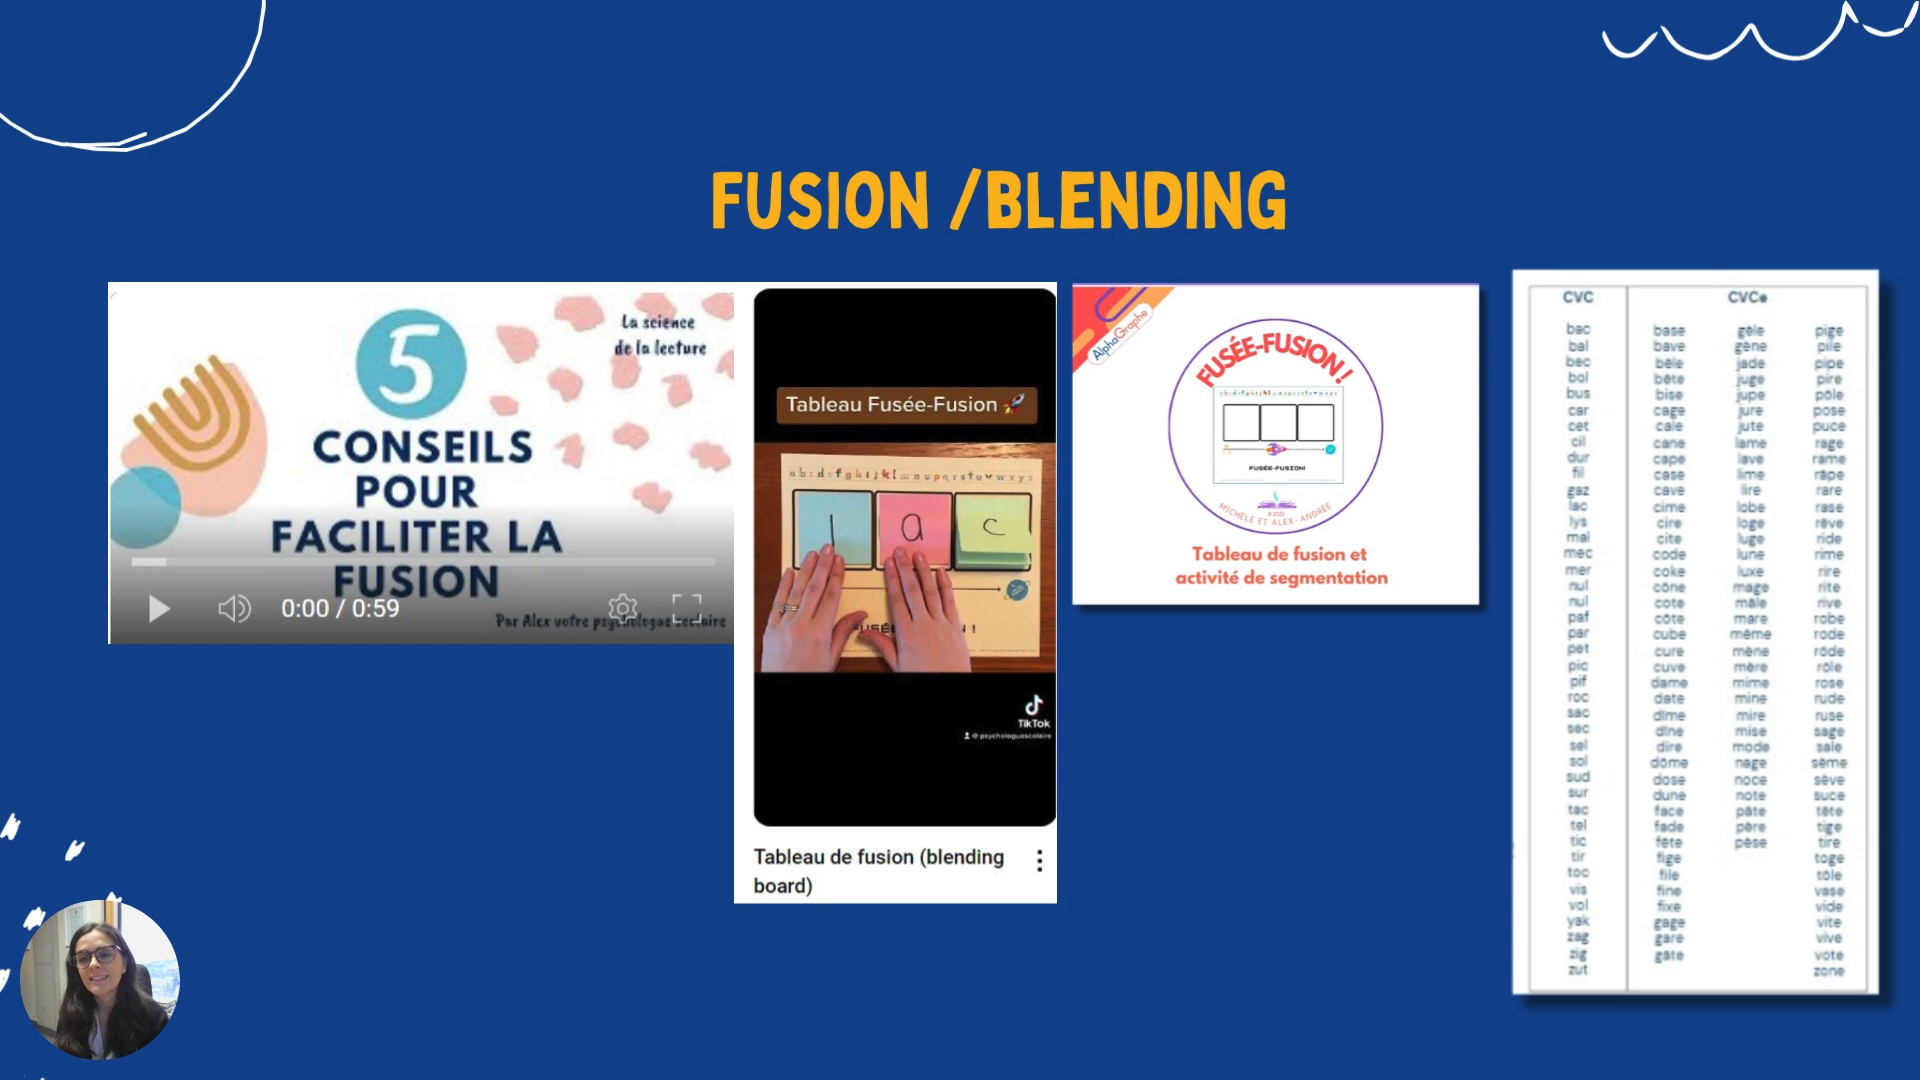 FUSION /BLENDING
La science
de la lecture
5
CONSEILS
POUR
FACILITER LA
FUSION
0:00 / 0:59
Par Alex votre psychologue scolaire
Tableau Fusée-Fusion 🚀
l a c
TikTok
@psychologuescolaire
Tableau de fusion (blending
board)
AlphaGraphe
FUSÉE-FUSION!
FUSÉE-FUSION!
MICHÈLE ET ALEX-ANDRÉE
Tableau de fusion et
activité de segmentation
CVC CVCe
bac base gèle pige
bal bave gène pile
bec bêle jade pipe
bol bête juge pire
bus bise jupe pôle
car cage jure pose
cet cale jute puce
cil cane lame rage
dur cape lave rame
fil case lime râpe
gaz cave lire rare
lac cime lobe rase
lys cire loge rêve
mal cite luge ride
mec code lune rime
mer coke luxe rire
nul cône mage rite
nul cote mâle rive
paf côte mare robe
par cube même rode
pet cure mène rôde
pic cuve mère rôle
pif dame mime rose
roc date mine rude
sac dîme mire ruse
sec dîne mise sage
sel dire mode sale
sol dôme nage sème
sud dose noce sève
sur dune note suce
tac face pâte tête
tel fade père tige
tic fête pèse tire
tir fige toge
toc file tôle
vis fine vase
vol fixe vide
yak gage vite
zag gare vive
zig gâte vote
zut zone